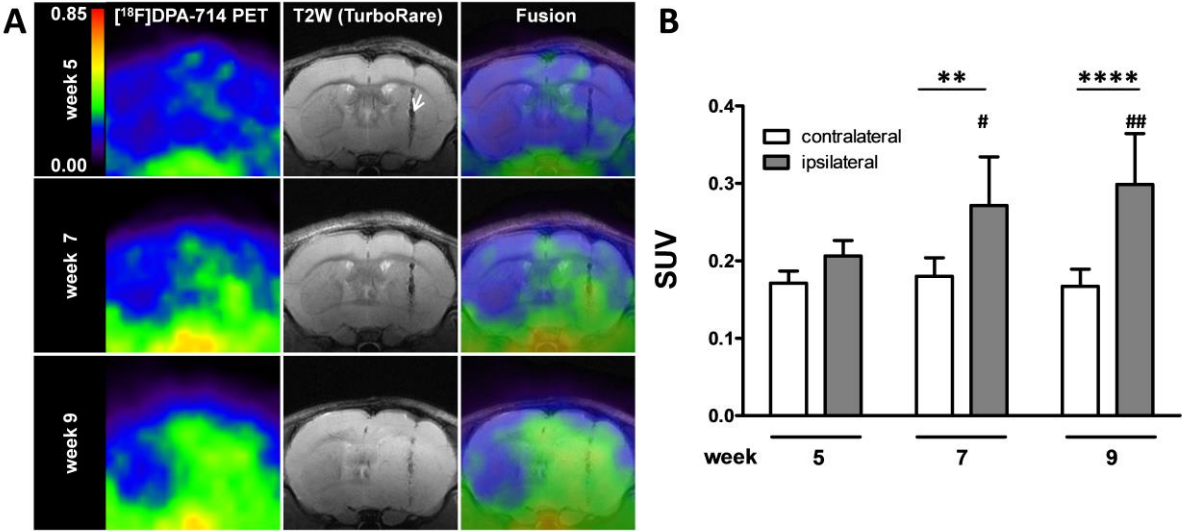 A
0.85
[¹⁸F]DPA-714 PET
T2W (TurboRare)
Fusion
week 5
0.00
week 7
week 9
B
**
****
#
##
contralateral
ipsilateral
SUV
0.4
0.3
0.2
0.1
0.0
week 5 7 9